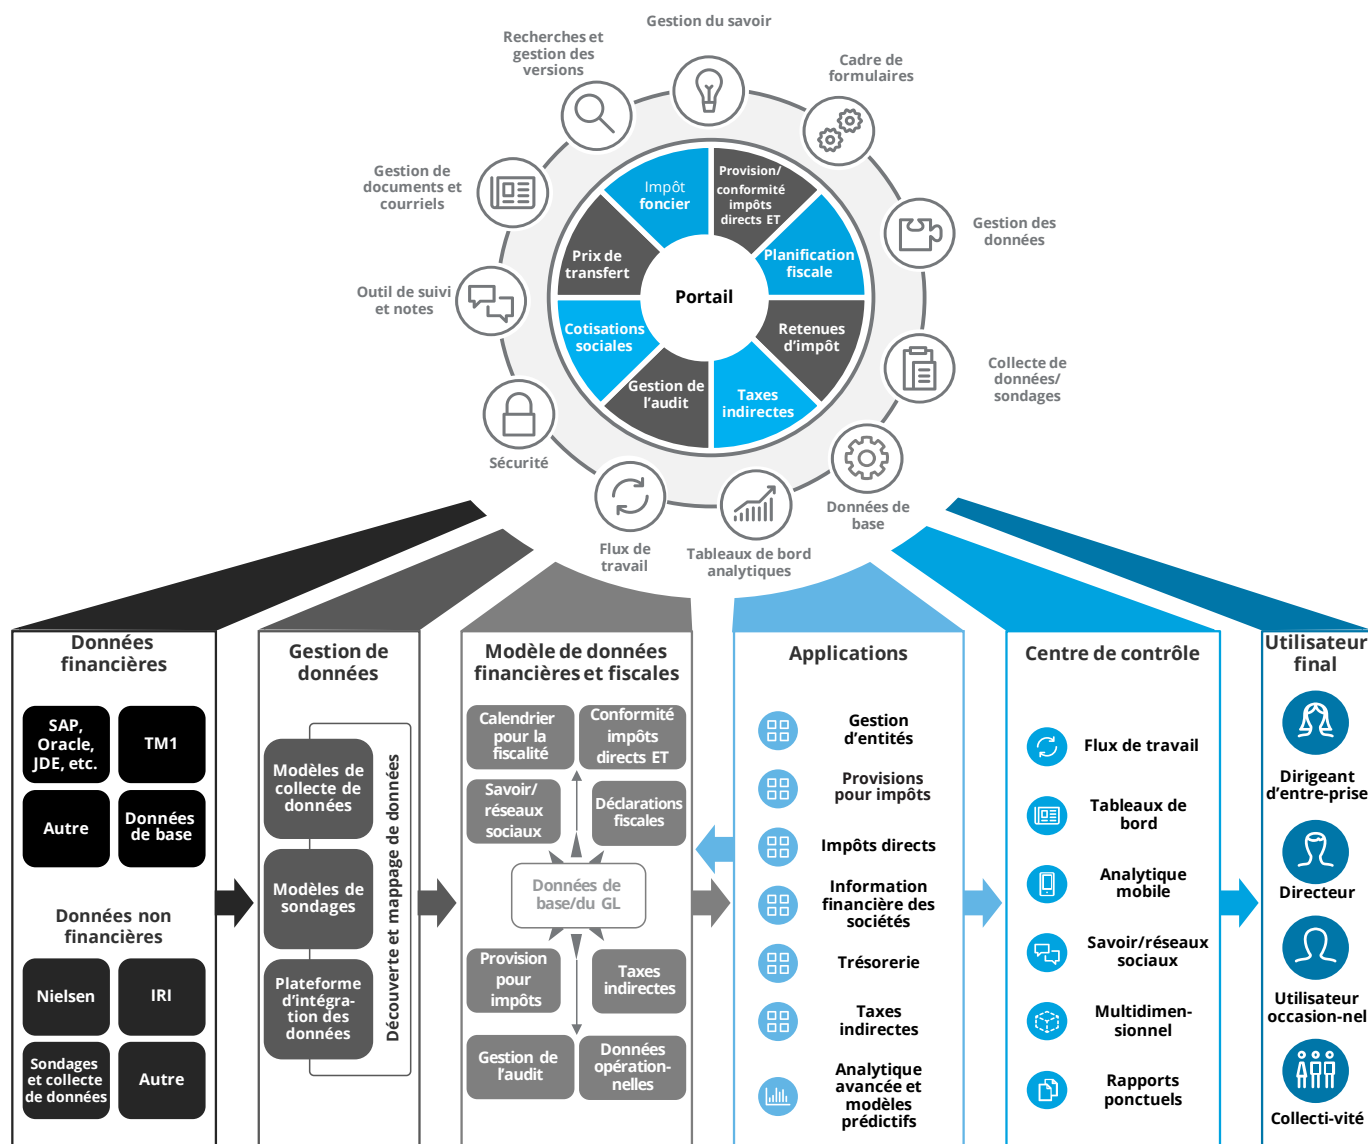 Gestion du savoir
Recherches et
gestion des
versions
Cadre de
formulaires
Gestion de
documents et
courriels
Gestion des
données
Outil de suivi
et notes
Collecte de
données/
sondages
Sécurité
Données de
base
Flux de
travail
Tableaux de bord
analytiques
Impôt
foncier
Provision/
conformité
impôts
directs ET
Prix de
transfert
Planification
fiscale
Portail
Cotisations
sociales
Retenues
d'impôt
Gestion de
l'audit
Taxes
indirectes
Données
financières
SAP,
Oracle,
JDE, etc.
TM1
Autre
Données
de base
Données non
financières
Nielsen
IRI
Sondages
et collecte
de données
Autre
Gestion de
données
Modèles de
collecte de
données
Modèles de
sondages
Plateforme
d'intégra-
tion des
données
Découverte et mappage de données
Modèle de données
financières et fiscales
Calendrier
pour la
fiscalité
Conformité
impôts
directs ET
Savoir/
réseaux
sociaux
Déclarations
fiscales
Données de
base/du GL
Provision
pour
impôts
Taxes
indirectes
Gestion de
l'audit
Données
opération-
nelles
Applications
Gestion
d'entités
Provisions
pour impôts
Impôts directs
Information
financière des
sociétés
Trésorerie
Taxes
indirectes
Analytique
avancée et
modèles
prédictifs
Centre de contrôle
Flux de travail
Tableaux de
bord
Analytique
mobile
Savoir/réseaux
sociaux
Multidimen-
sionnel
Rapports
ponctuels
Utilisateur
final
Dirigeant
d'entre-prise
Directeur
Utilisateur
occasion-nel
Collecti-vité